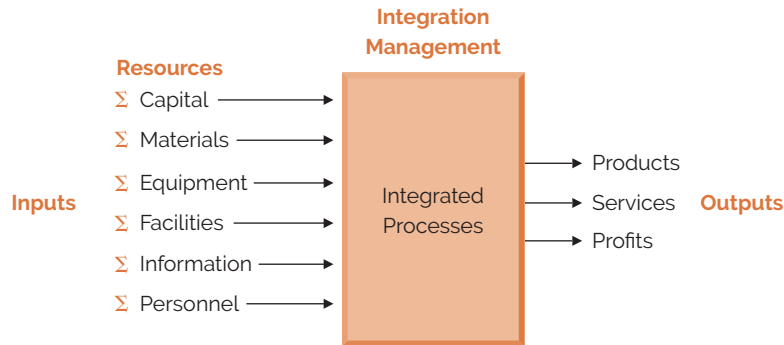 Integration
Management
Resources
Σ Capital
Σ Materials
Σ Equipment
Σ Facilities
Σ Information
Σ Personnel
Inputs
Integrated
Processes
Products
Services
Profits
Outputs